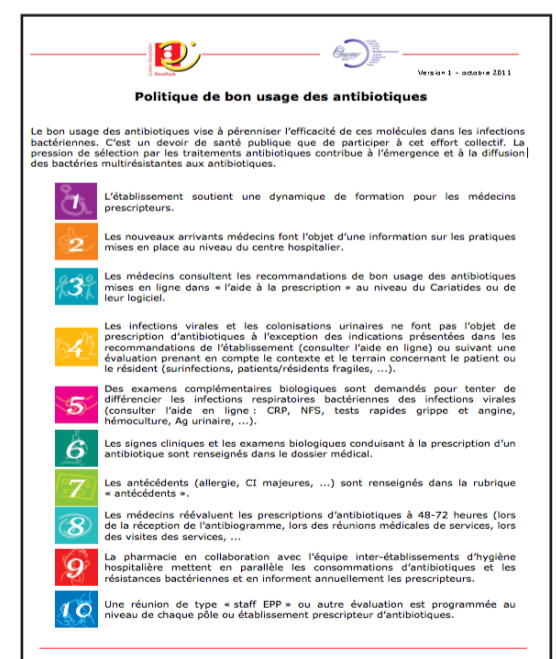 Version 1 – octobre 2011
Politique de bon usage des antibiotiques
Le bon usage des antibiotiques vise à pérenniser l'efficacité de ces molécules dans les infections
bactériennes. C'est un devoir de santé publique que de participer à cet effort collectif. La
pression de sélection par les traitements antibiotiques contribue à l'émergence et à la diffusion
des bactéries multirésistantes aux antibiotiques.
1
L'établissement soutient une dynamique de formation pour les médecins
prescripteurs.
2
Les nouveaux arrivants médecins font l'objet d'une information sur les pratiques
mises en place au niveau du centre hospitalier.
3
Les médecins consultent les recommandations de bon usage des antibiotiques
mises en ligne dans « l'aide à la prescription » au niveau du Cariatides ou de
leur logiciel.
4
Les infections virales et les colonisations urinaires ne font pas l'objet de
prescription d'antibiotiques à l'exception des indications présentées dans les
recommandations de l'établissement (consulter l'aide en ligne) ou suivant une
évaluation prenant en compte le contexte et le terrain concernant le patient ou
le résident (surinfections, patients/résidents fragiles, ...).
5
Des examens complémentaires biologiques sont demandés pour tenter de
différencier les infections respiratoires bactériennes des infections virales
(consulter l'aide en ligne : CRP, NFS, tests rapides grippe et angine,
hémoculture, Ag urinaire, ...).
6
Les signes cliniques et les examens biologiques conduisant à la prescription d'un
antibiotique sont renseignés dans le dossier médical.
7
Les antécédents (allergie, CI majeures, ...) sont renseignés dans la rubrique
« antécédents ».
8
Les médecins réévaluent les prescriptions d'antibiotiques à 48-72 heures (lors
de la réception de l'antibiogramme, lors des réunions médicales de services, lors
des visites des services, ...
9
La pharmacie en collaboration avec l'équipe inter-établissements d'hygiène
hospitalière mettent en parallèle les consommations d'antibiotiques et les
résistances bactériennes et en informent annuellement les prescripteurs.
10
Une réunion de type « staff EPP » ou autre évaluation est programmée au
niveau de chaque pôle ou établissement prescripteur d'antibiotiques.